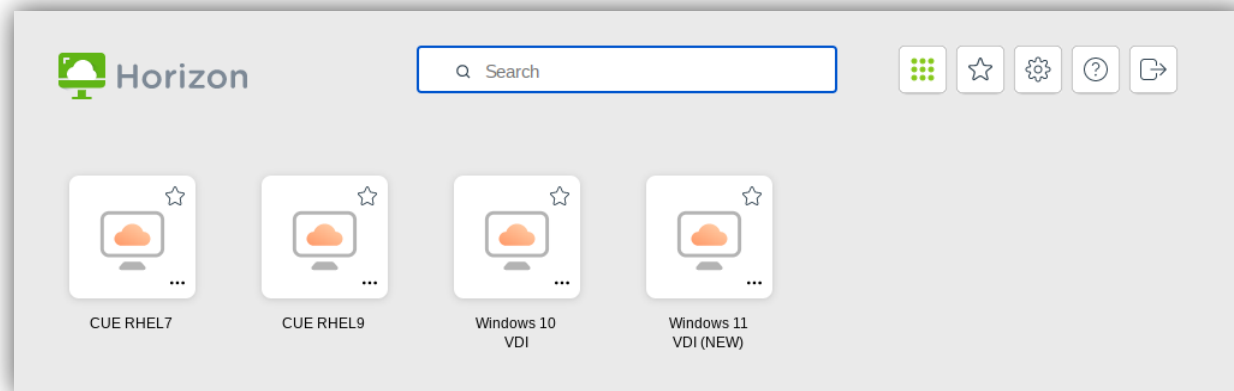 Horizon
Search
CUE RHEL7
CUE RHEL9
Windows 10
VDI
Windows 11
VDI (NEW)